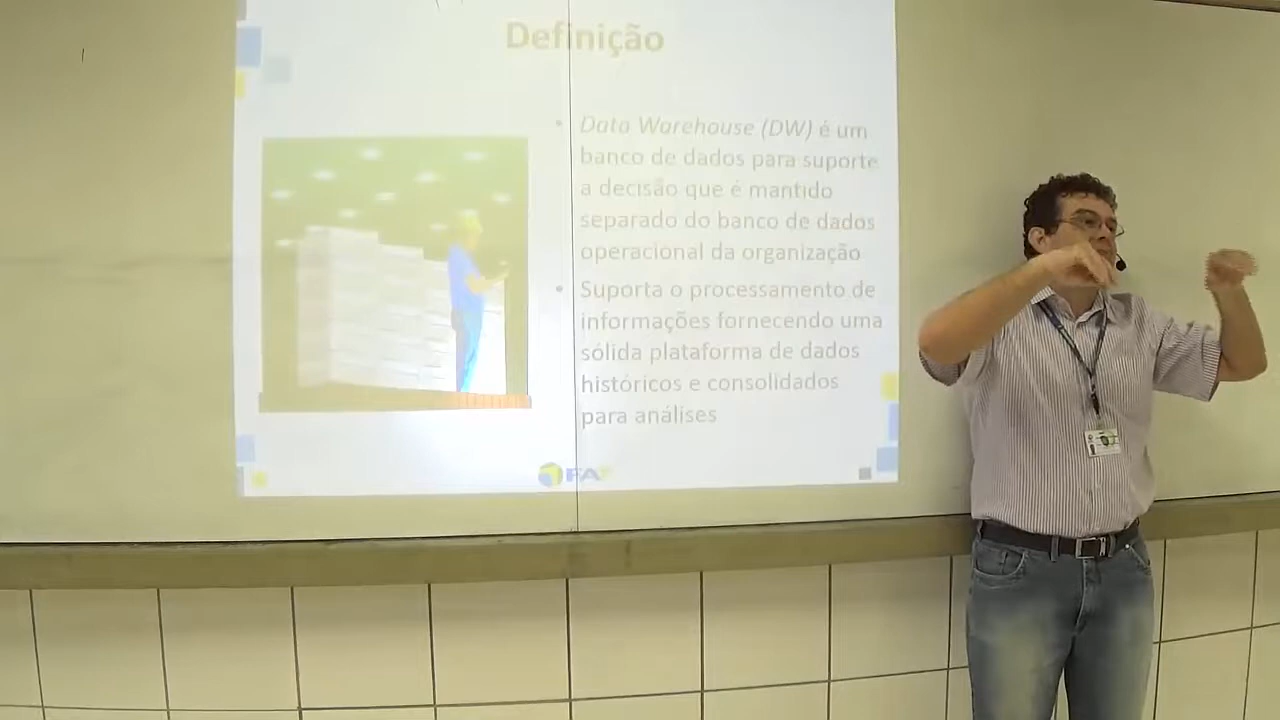 Definição
• Data Warehouse (DW) é um
banco de dados para suporte
a decisão que é mantido
separado do banco de dados
operacional da organização
• Suporta o processamento de
informações fornecendo uma
sólida plataforma de dados
históricos e consolidados
para análises
FA7